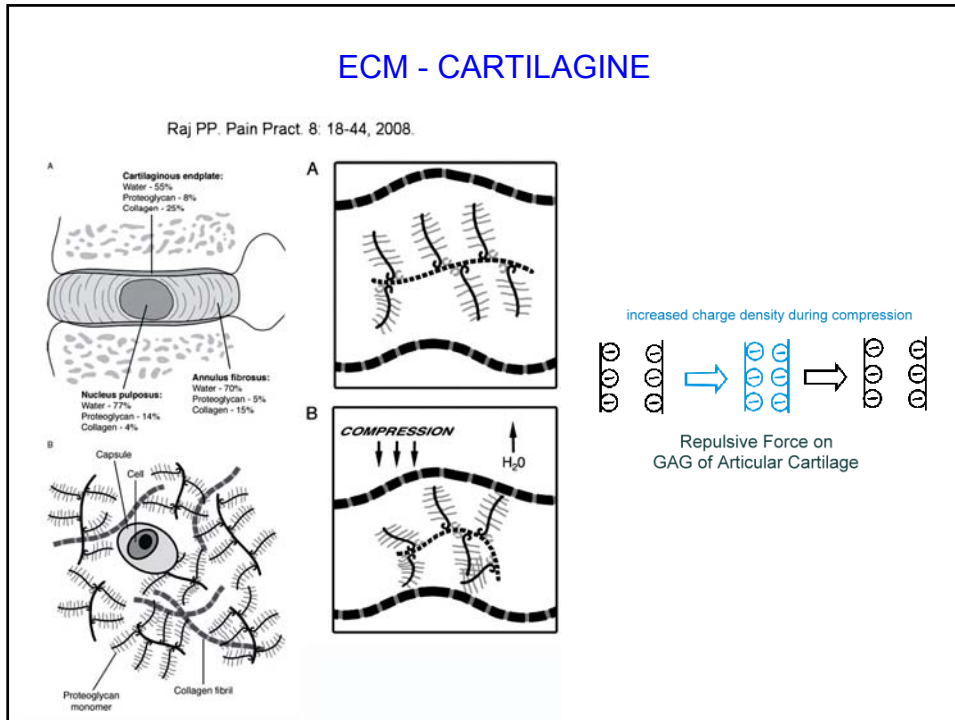 ECM - CARTILAGINE
Raj PP. Pain Pract. 8: 18-44, 2008.
A
Cartilaginous endplate:
Water - 55%
Proteoglycan - 8%
Collagen - 25%
Nucleus pulposus:
Water - 77%
Proteoglycan - 14%
Collagen - 4%
Annulus fibrosus:
Water - 70%
Proteoglycan - 5%
Collagen - 15%
B
Capsule
Cell
Proteoglycan
monomer
Collagen fibril
A
B
COMPRESSION
H20
increased charge density during compression
Repulsive Force on
GAG of Articular Cartilage